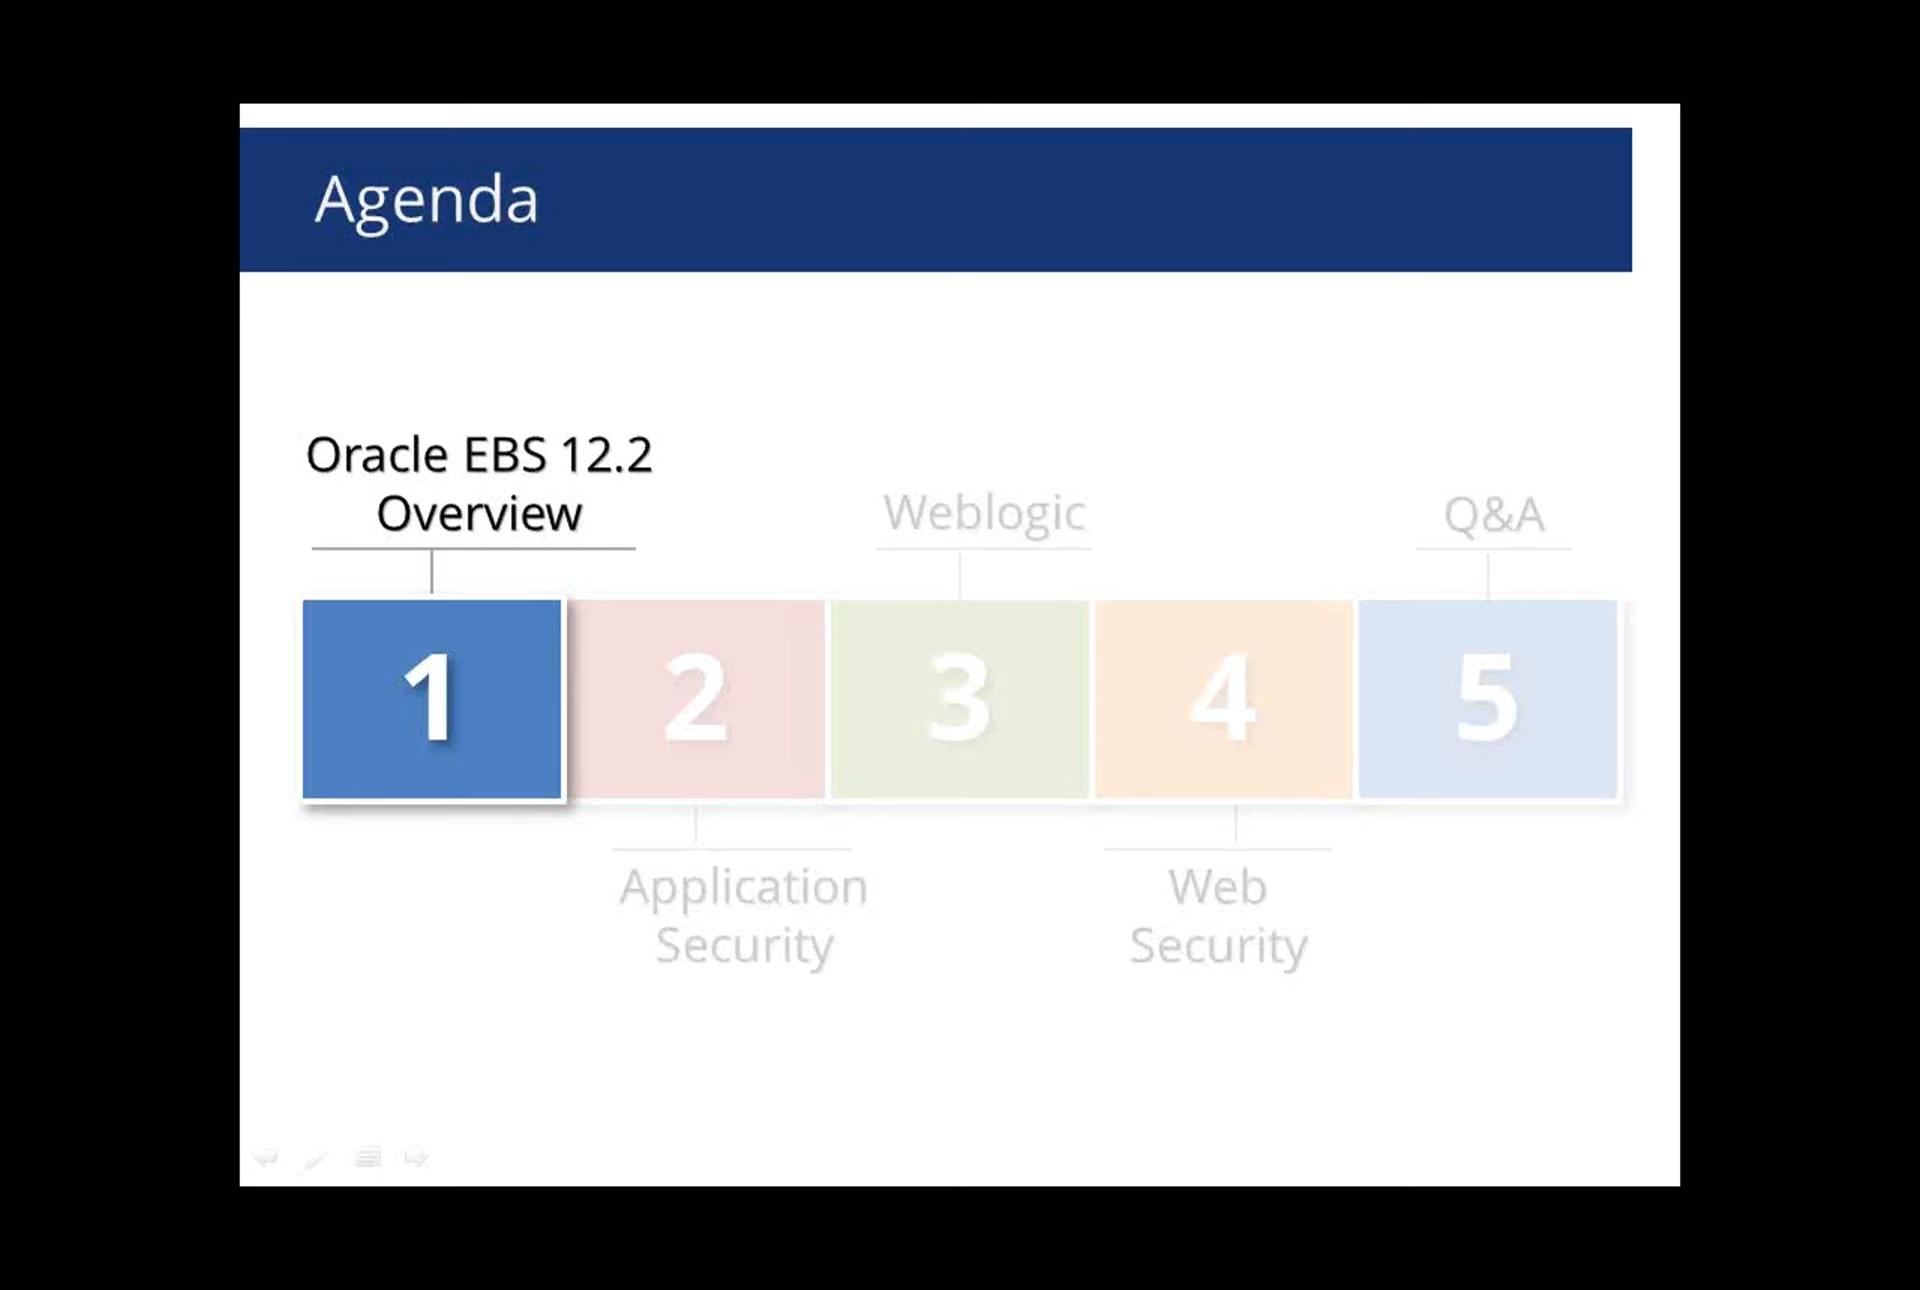 Agenda
Oracle EBS 12.2
Overview
Weblogic
Q&A
1
2
3
4
5
Application
Security
Web
Security